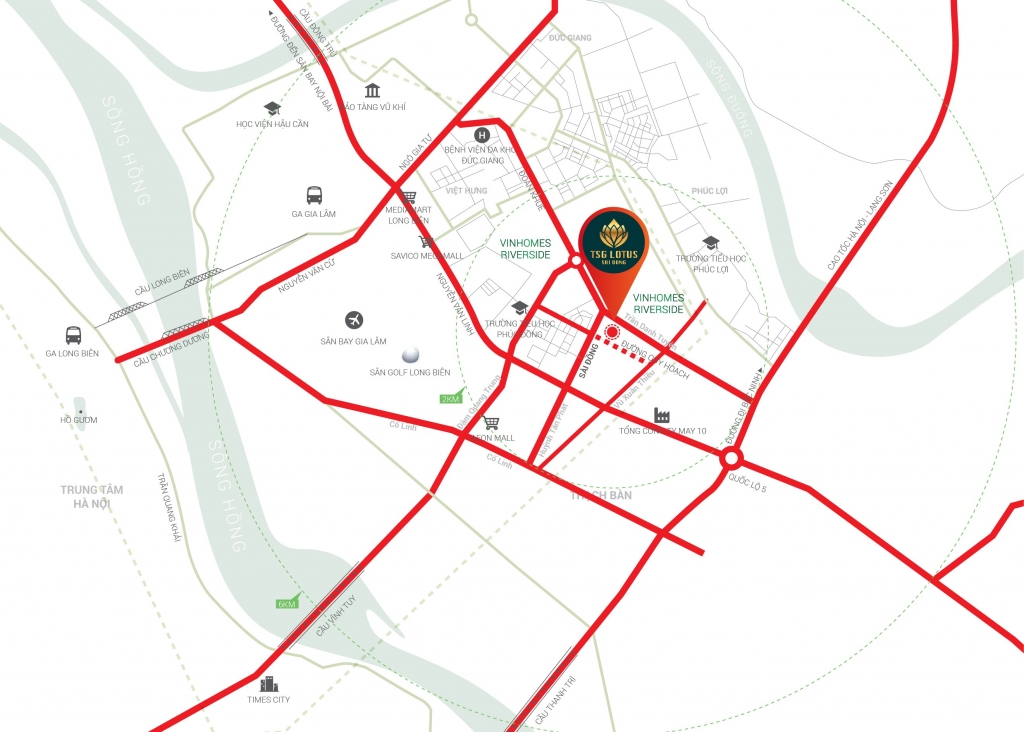 ĐƯỜNG ĐẾN SÂN BAY NỘI BÀI
CẦU ĐÔNG TRÙ
ĐỨC GIANG
SÔNG ĐUỐNG
SÔNG HỒNG
BẢO TÀNG VŨ KHÍ
HỌC VIỆN HẬU CẦN
NGÔ GIA TỰ
BỆNH VIỆN ĐA KHOA
ĐỨC GIANG
VIỆT HƯNG
ĐOÀN KHUÊ
PHÚC LỢI
CAO TỐC HÀ NỘI - LẠNG SƠN
GA GIA LÂM
MEDIAMART
LONG BIÊN
SAVICO MEGAMALL
VINHOMES
RIVERSIDE
TSG LOTUS
SÀI ĐỒNG
TRƯỜNG TIỂU HỌC
PHÚC LỢI
CẦU LONG BIÊN
NGUYỄN VĂN CỪ
NGUYỄN VĂN LINH
VINHOMES
RIVERSIDE
Trần Danh Tuyên
GA LONG BIÊN
CẦU CHƯƠNG DƯƠNG
SÂN BAY GIA LÂM
TRƯỜNG TIỂU HỌC
PHÚC ĐỒNG
ĐƯỜNG QUY HOẠCH
SÀI ĐỒNG
SÂN GOLF LONG BIÊN
2KM
Đàm Quang Trung
Vũ Xuân Thiều
ĐƯỜNG ĐI BẮC NINH
HỒ GƯƠM
Cổ Linh
AEON MALL
Huỳnh Tấn Phát
TỔNG CÔNG TY MAY 10
SÔNG HỒNG
Cổ Linh
QUỐC LỘ 5
TRUNG TÂM
HÀ NỘI
TRẦN QUANG KHẢI
THẠCH BÀN
6KM
CẦU VĨNH TUY
TIMES CITY
CẦU THANH TRÌ